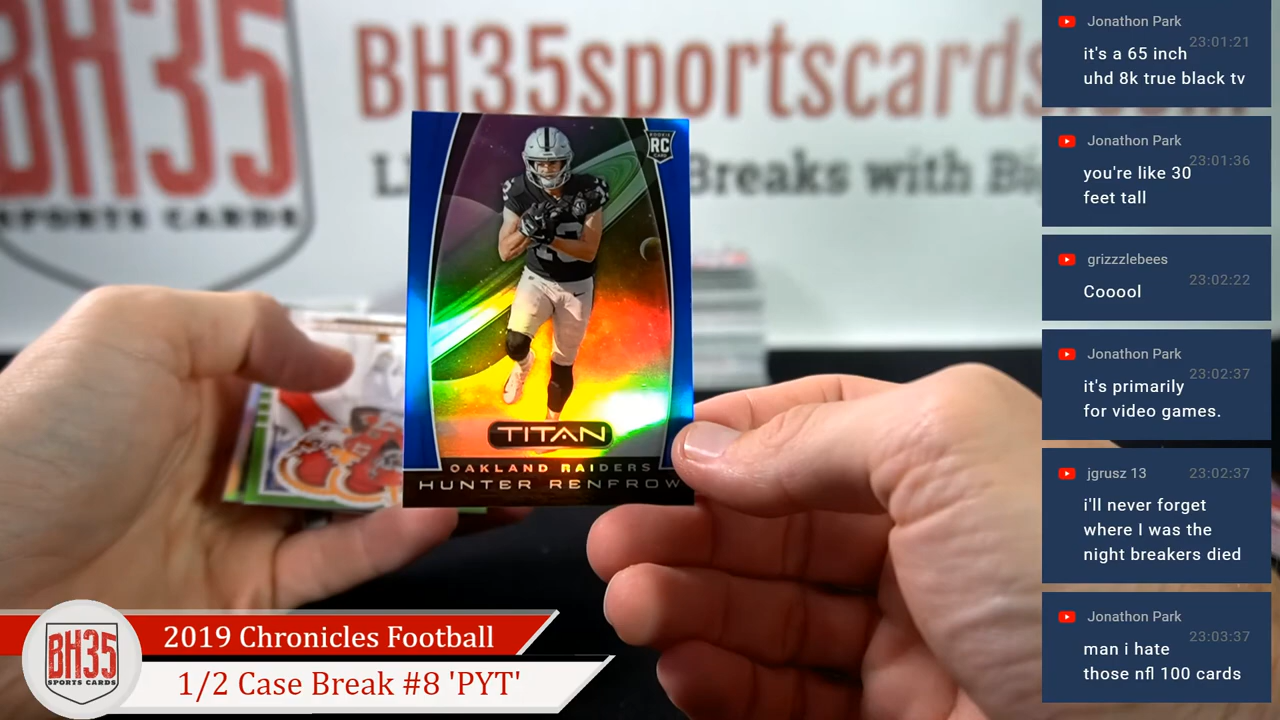 BH35
SPORTS CARDS
BH35sportscards.com
Breaks with
ROOKIE
RC
CARD
TITAN
OAKLAND RAIDERS
HUNTER RENFROW
BH35
SPORTS CARDS
2019 Chronicles Football
1/2 Case Break #8 'PYT'
Jonathon Park
23:01:21
it's a 65 inch
uhd 8k true black tv
Jonathon Park
23:01:36
you're like 30
feet tall
grizzzlebees
23:02:22
Cooool
Jonathon Park
23:02:37
it's primarily
for video games.
jgrusz 13
23:02:37
i'll never forget
where I was the
night breakers died
Jonathon Park
23:03:37
man i hate
those nfl 100 cards